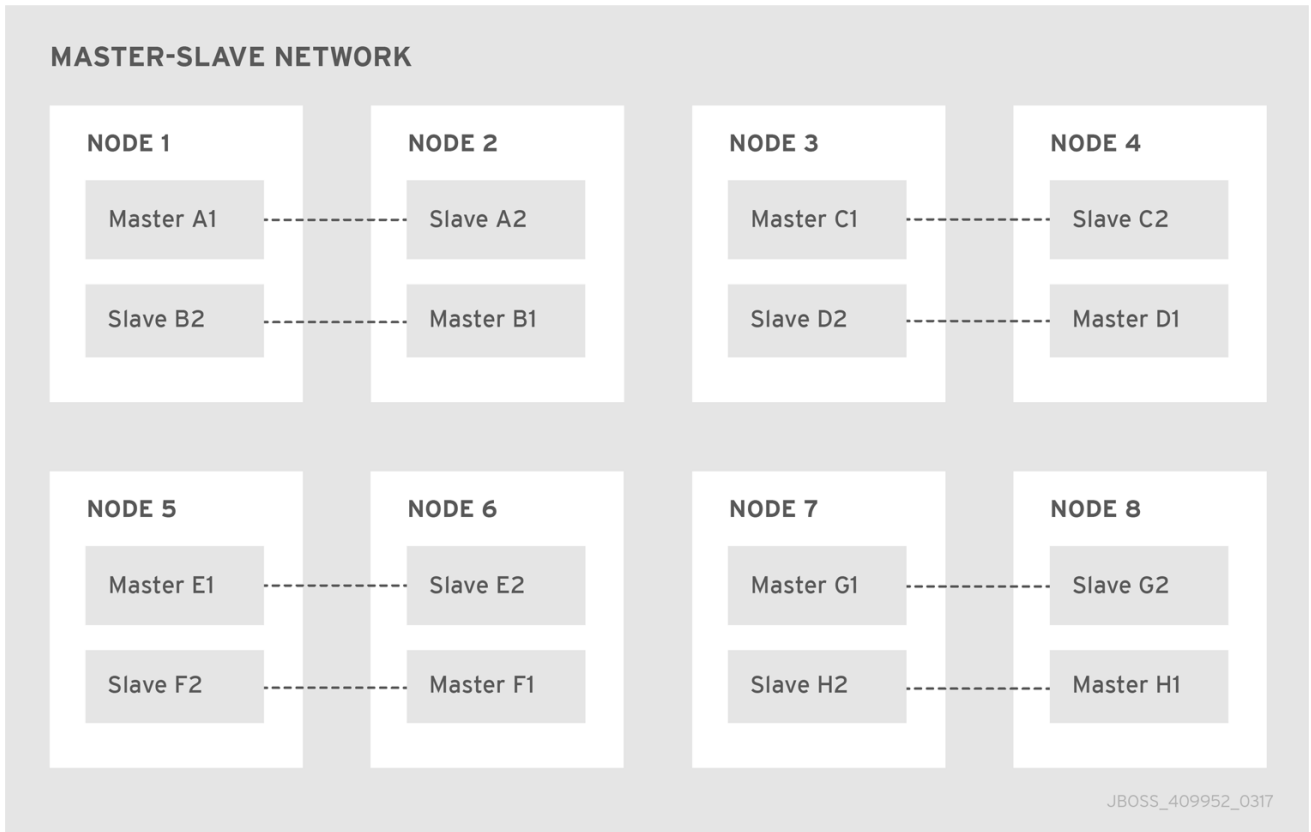 MASTER-SLAVE NETWORK
NODE 1
Master A1
Slave B2
NODE 2
Slave A2
Master B1
NODE 3
Master C1
Slave D2
NODE 4
Slave C2
Master D1
NODE 5
Master E1
Slave F2
NODE 6
Slave E2
Master F1
NODE 7
Master G1
Slave H2
NODE 8
Slave G2
Master H1
JBOSS_409952_0317